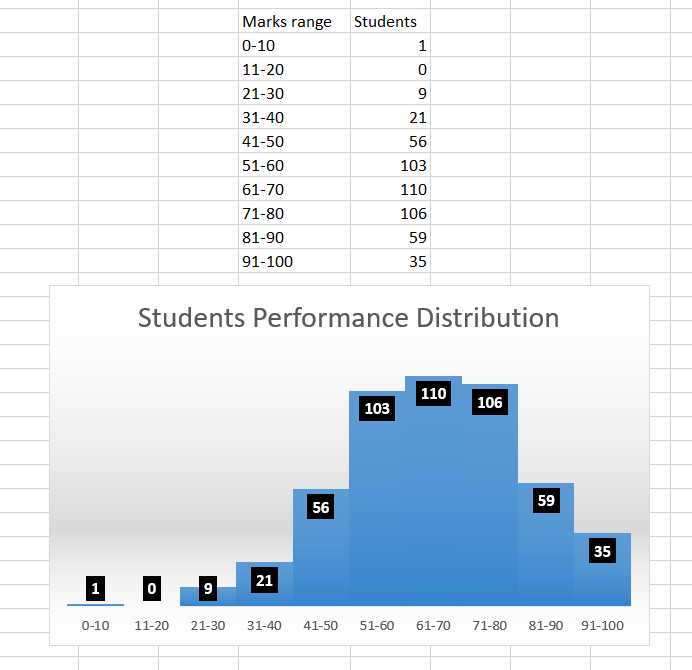 Marks range Students
0-10 1
11-20 0
21-30 9
31-40 21
41-50 56
51-60 103
61-70 110
71-80 106
81-90 59
91-100 35
Students Performance Distribution
1 0 9 21 56 103 110 106 59 35
0-10 11-20 21-30 31-40 41-50 51-60 61-70 71-80 81-90 91-100